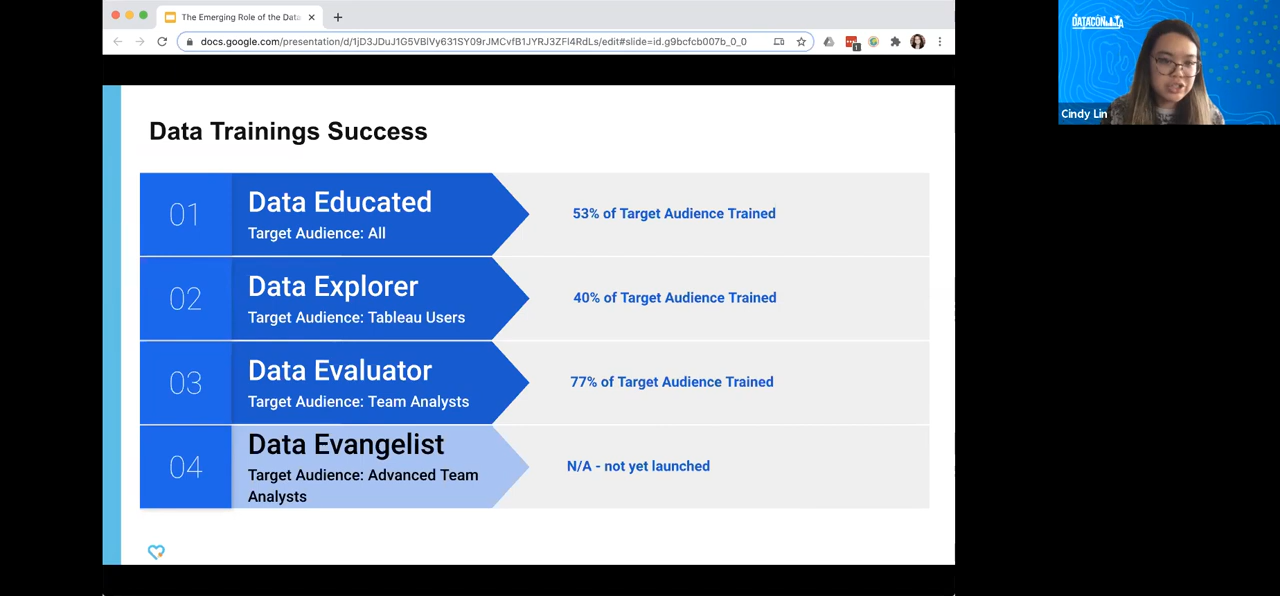 The Emerging Role of the Data
docs.google.com/presentation/d/1jD3JDuJ1G5VBlVy631SY09rJMCvfB1JYRJ3ZFl4RdLs/edit#slide=id.g9bcfcb007b_0_0
1
DATACON
Cindy Lin
Data Trainings Success
01
Data Educated
Target Audience: All
53% of Target Audience Trained
02
Data Explorer
Target Audience: Tableau Users
40% of Target Audience Trained
03
Data Evaluator
Target Audience: Team Analysts
77% of Target Audience Trained
04
Data Evangelist
Target Audience: Advanced Team
Analysts
N/A - not yet launched